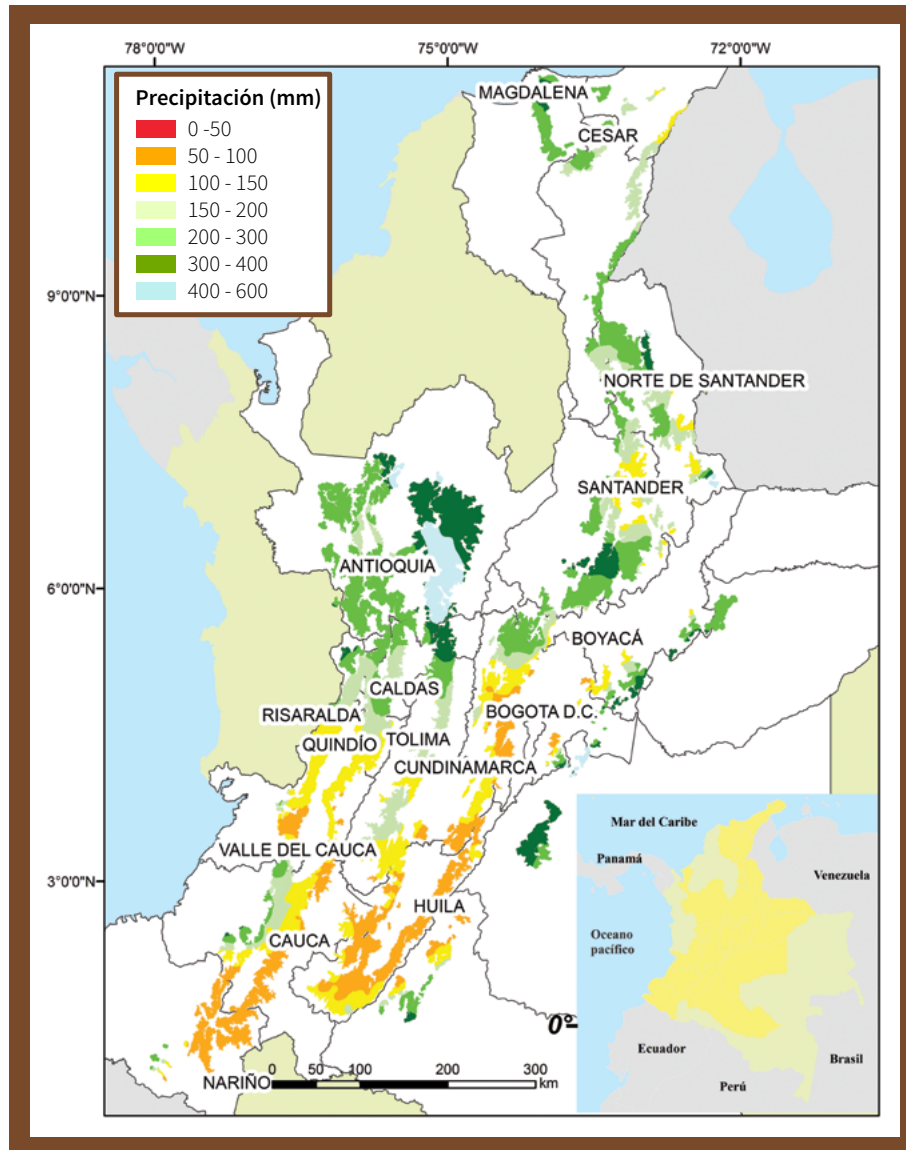 78°0'0"W 75°0'0"W 72°0'0"W
Precipitación (mm)
0 -50
50 - 100
100 - 150
150 - 200
200 - 300
300 - 400
400 - 600
MAGDALENA
CESAR
9°0'0"N
NORTE DE SANTANDER
SANTANDER
ANTIOQUIA
6°0'0"N
BOYACÁ
CALDAS
RISARALDA
BOGOTA D.C.
QUINDÍO
TOLIMA
CUNDINAMARCA
VALLE DEL CAUCA
3°0'0"N
HUILA
CAUCA
NARIÑO
0°
0 50 100 200 300
km
Mar del Caribe
Panamá
Venezuela
Oceano
pacífico
Ecuador
Brasil
Perú